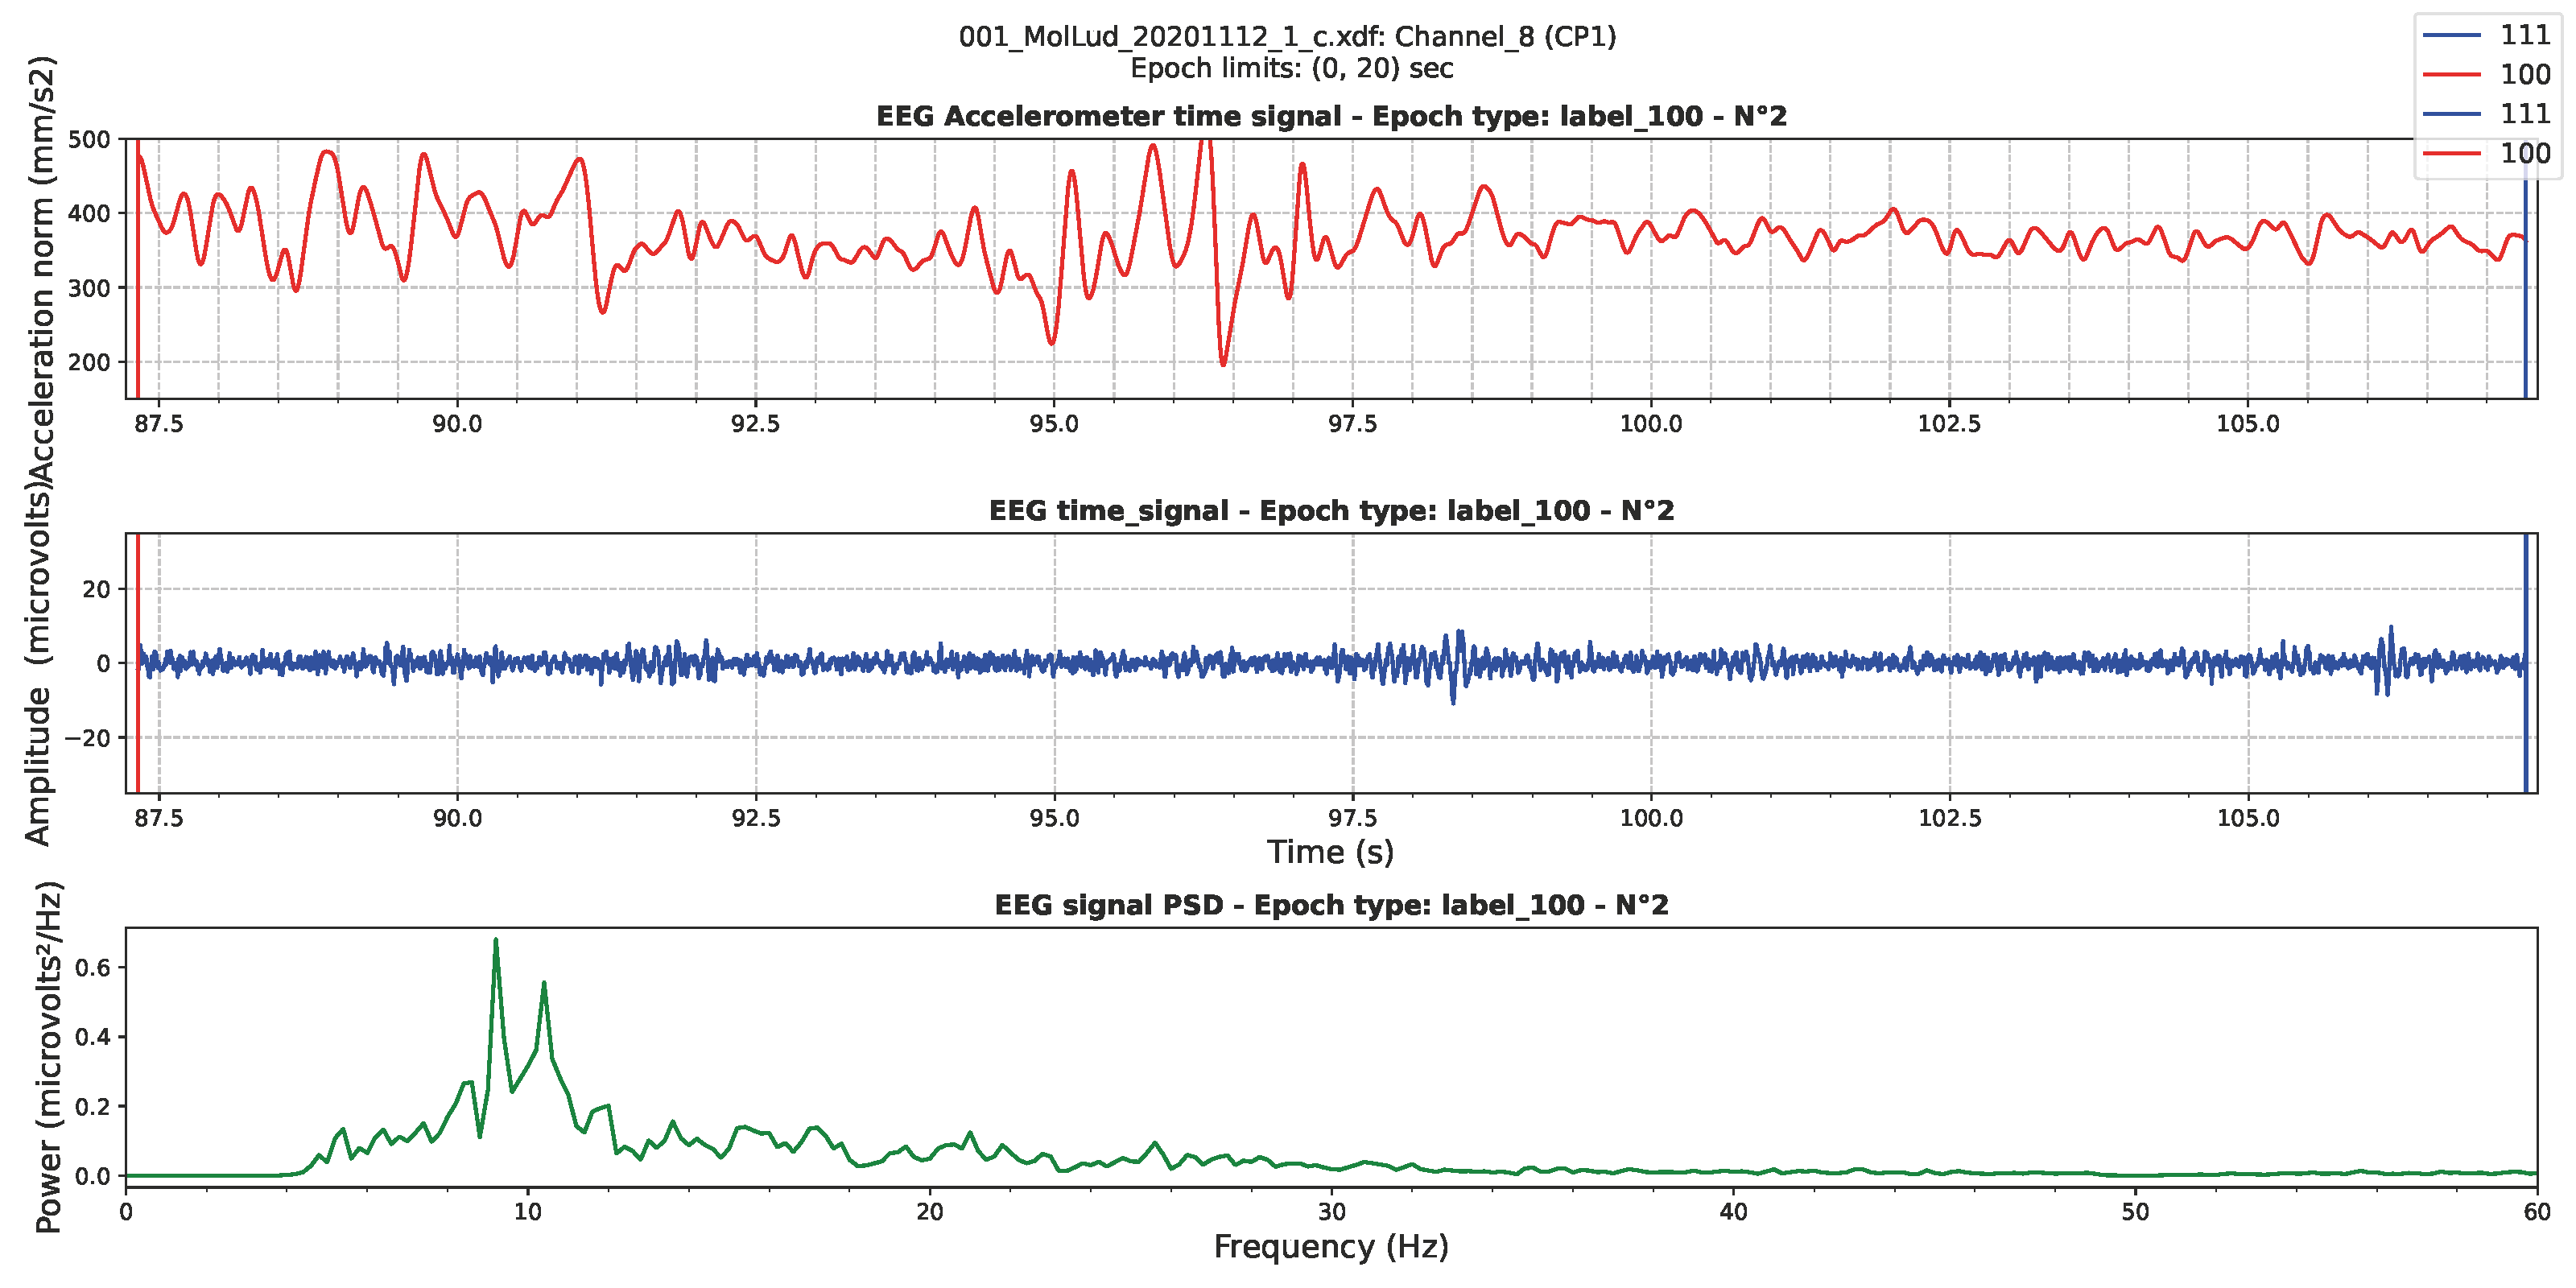 001_MolLud_20201112_1_c.xdf: Channel_8 (CP1)
Epoch limits: (0, 20) sec
111
100
111
100
EEG Accelerometer time signal - Epoch type: label_100 - N°2
Acceleration norm (mm/s2)
500
400
300
200
87.5 90.0 92.5 95.0 97.5 100.0 102.5 105.0
EEG time_signal - Epoch type: label_100 - N°2
Amplitude (microvolts)
20
0
−20
87.5 90.0 92.5 95.0 97.5 100.0 102.5 105.0
Time (s)
EEG signal PSD - Epoch type: label_100 - N°2
Power (microvolts²/Hz)
0.6
0.4
0.2
0.0
0 10 20 30 40 50 60
Frequency (Hz)